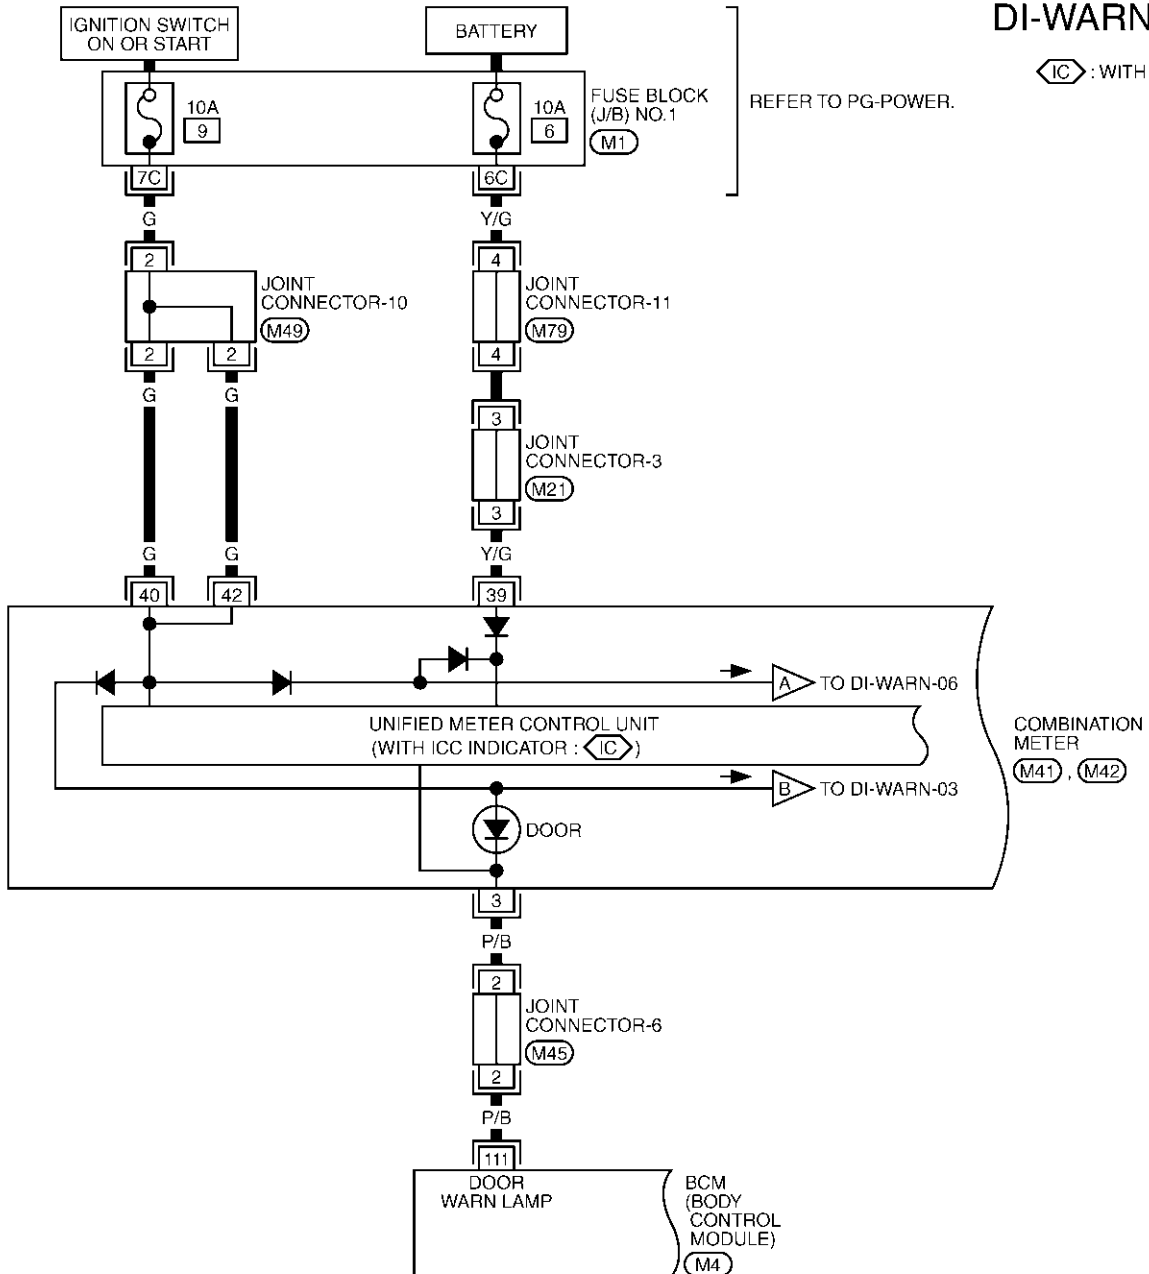 DI-WARN
IC : WITH
IGNITION SWITCH
ON OR START
BATTERY
10A
9
10A
6
FUSE BLOCK
(J/B) NO.1
M1
REFER TO PG-POWER.
7C
6C
G
Y/G
2
4
JOINT
CONNECTOR-10
M49
JOINT
CONNECTOR-11
M79
2
2
4
G
G
3
JOINT
CONNECTOR-3
M21
3
G
G
Y/G
40
42
39
A TO DI-WARN-06
UNIFIED METER CONTROL UNIT
(WITH ICC INDICATOR : IC )
COMBINATION
METER
M41 , M42
B TO DI-WARN-03
DOOR
3
P/B
2
JOINT
CONNECTOR-6
M45
2
P/B
111
DOOR
WARN LAMP
BCM
(BODY
CONTROL
MODULE)
M4